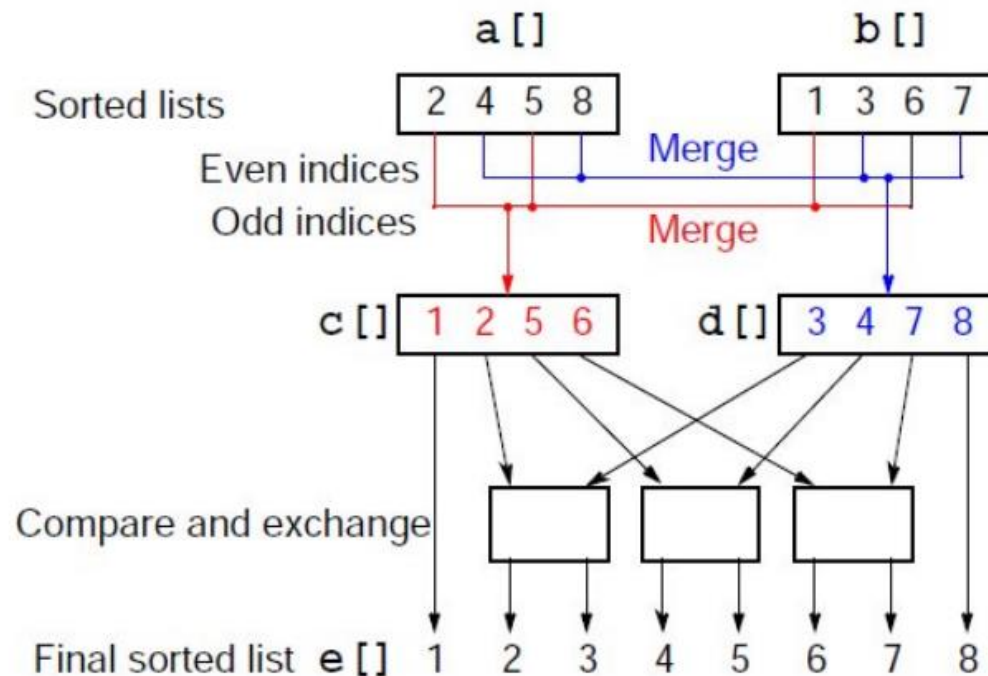 a[] b[]
Sorted lists 2 4 5 8 1 3 6 7
Merge
Even indices
Odd indices
Merge
c[] 1 2 5 6 d[] 3 4 7 8
Compare and exchange
Final sorted list e[] 1 2 3 4 5 6 7 8